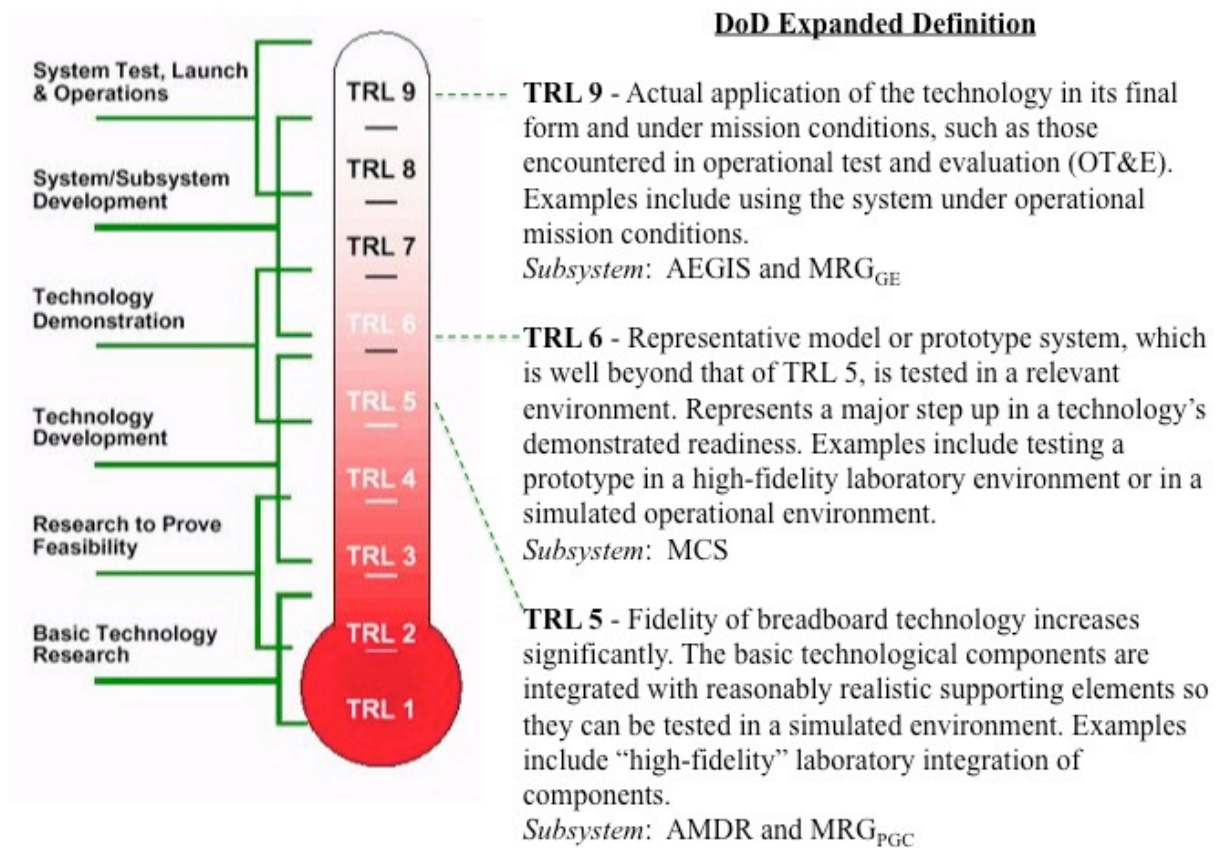 System Test, Launch
& Operations
System/Subsystem
Development
Technology
Demonstration
Technology
Development
Research to Prove
Feasibility
Basic Technology
Research
TRL 9
TRL 8
TRL 7
TRL 6
TRL 5
TRL 4
TRL 3
TRL 2
TRL 1
DoD Expanded Definition
TRL 9 - Actual application of the technology in its final
form and under mission conditions, such as those
encountered in operational test and evaluation (OT&E).
Examples include using the system under operational
mission conditions.
Subsystem: AEGIS and MRG_GE
TRL 6 - Representative model or prototype system, which
is well beyond that of TRL 5, is tested in a relevant
environment. Represents a major step up in a technology’s
demonstrated readiness. Examples include testing a
prototype in a high-fidelity laboratory environment or in a
simulated operational environment.
Subsystem: MCS
TRL 5 - Fidelity of breadboard technology increases
significantly. The basic technological components are
integrated with reasonably realistic supporting elements so
they can be tested in a simulated environment. Examples
include “high-fidelity” laboratory integration of
components.
Subsystem: AMDR and MRG_PGC